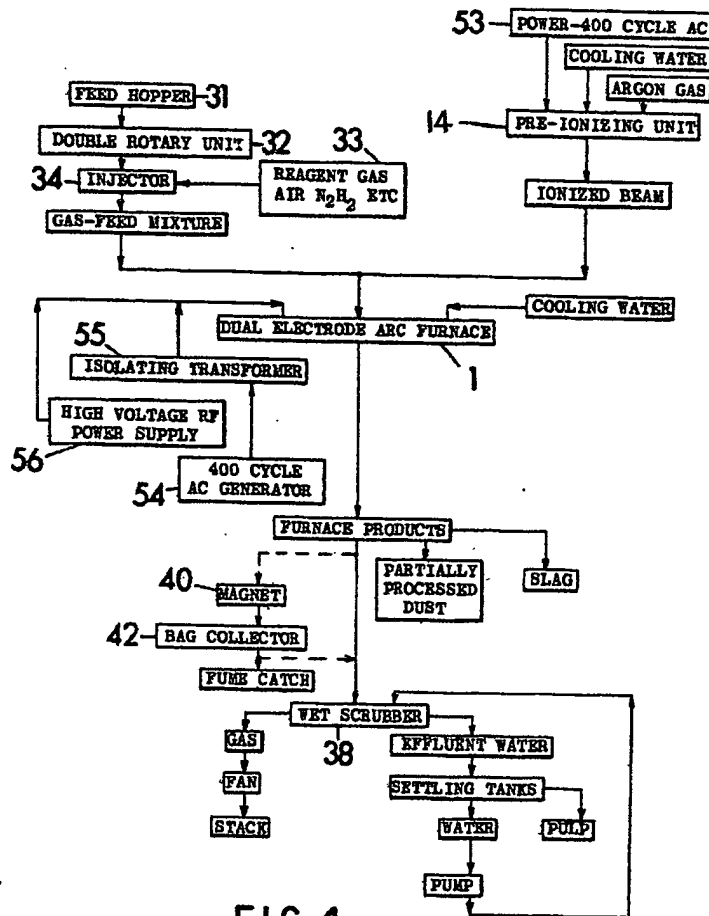 53
POWER-400 CYCLE AC
COOLING WATER
ARGON GAS
14
PRE-IONIZING UNIT
IONIZED BEAM
FEED HOPPER
31
DOUBLE ROTARY UNIT
32
33
34
INJECTOR
REAGENT GAS
AIR N2H2 ETC
GAS-FEED MIXTURE
COOLING WATER
DUAL ELECTRODE ARC FURNACE
1
55
ISOLATING TRANSFORMER
HIGH VOLTAGE RF
POWER SUPPLY
56
400 CYCLE
AC GENERATOR
54
FURNACE PRODUCTS
PARTIALLY
PROCESSED
DUST
SLAG
40
MAGNET
42
BAG COLLECTOR
FUME CATCH
WET SCRUBBER
38
GAS
FAN
STACK
EFFLUENT WATER
SETTLING TANKS
WATER
PULP
PUMP